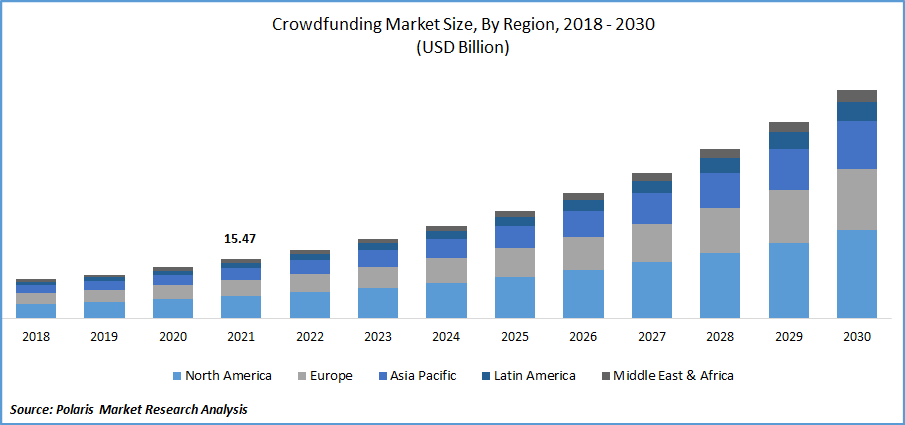 Crowdfunding Market Size, By Region, 2018 - 2030
(USD Billion)
15.47
2018 2019 2020 2021 2022 2023 2024 2025 2026 2027 2028 2029 2030
North America Europe Asia Pacific Latin America Middle East & Africa
Source: Polaris Market Research Analysis